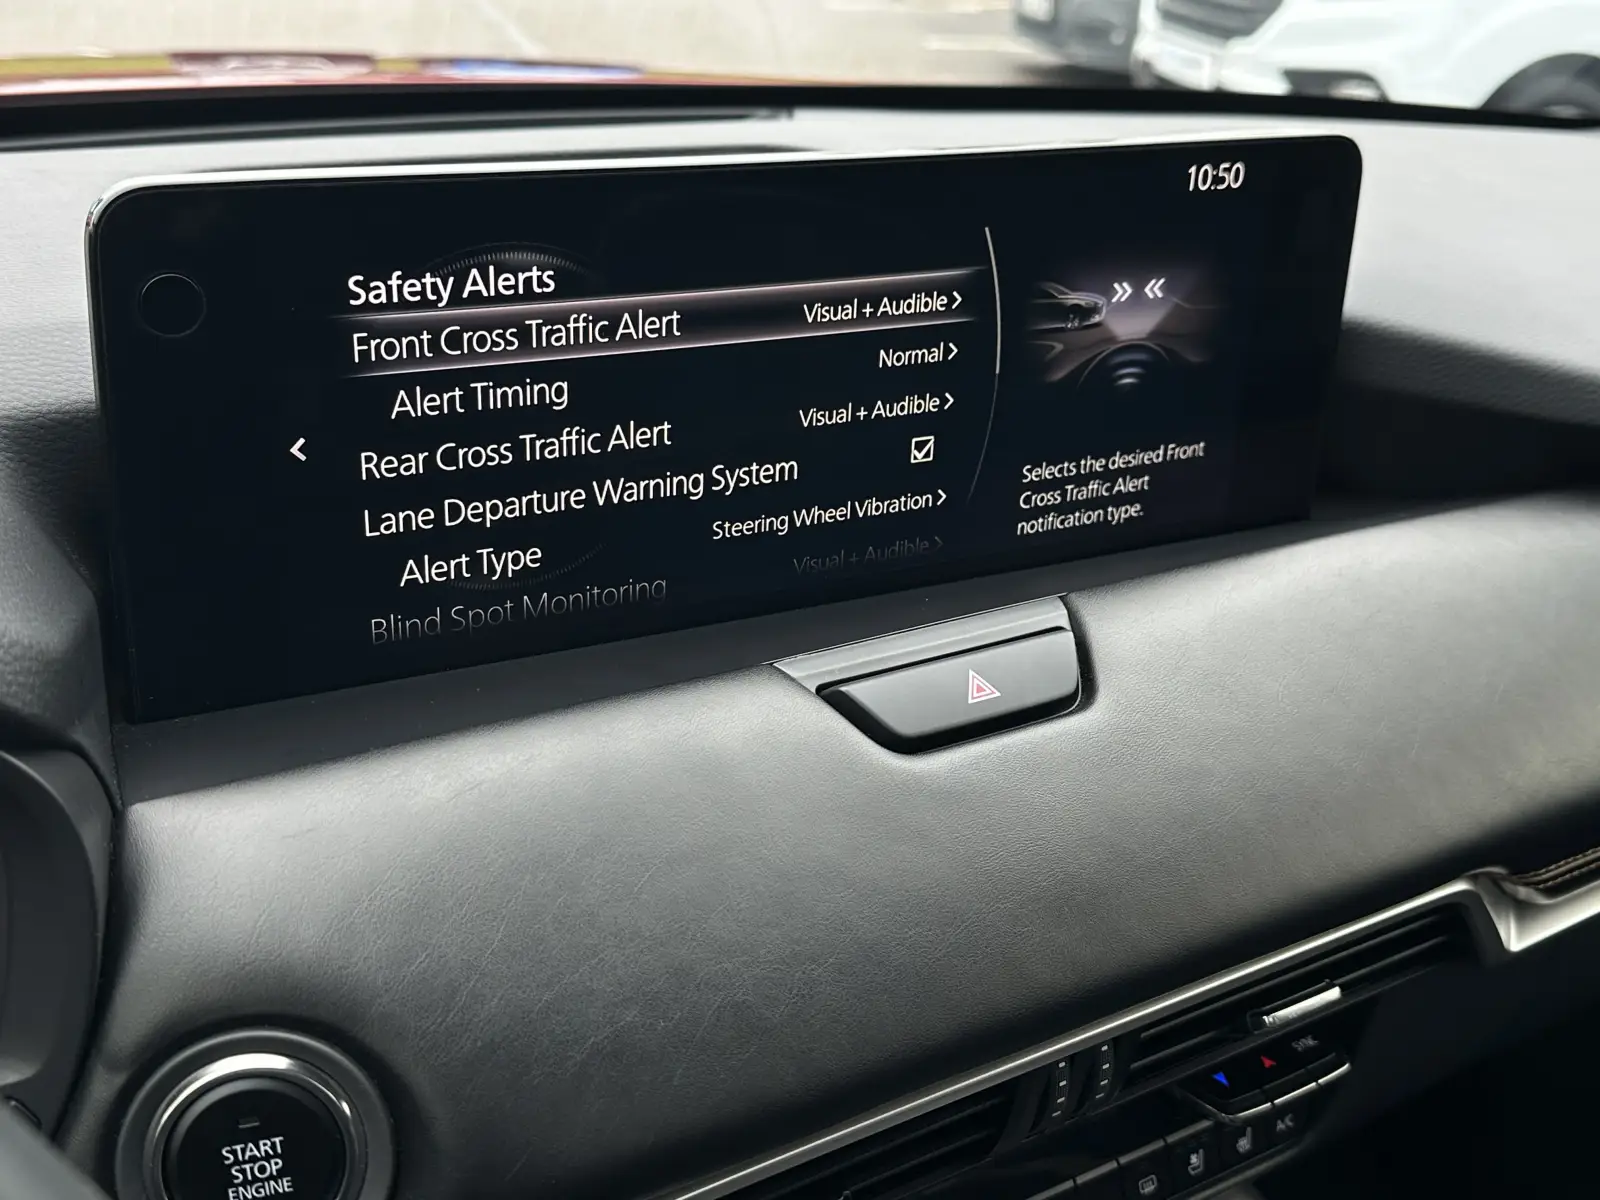 10:50
Safety Alerts
Front Cross Traffic Alert Visual + Audible
Alert Timing Normal
Rear Cross Traffic Alert Visual + Audible
Lane Departure Warning System
Alert Type Steering Wheel Vibration
Blind Spot Monitoring Visual + Audible
Selects the desired Front
Cross Traffic Alert
notification type.
SYNC
A/C
START
STOP
ENGINE